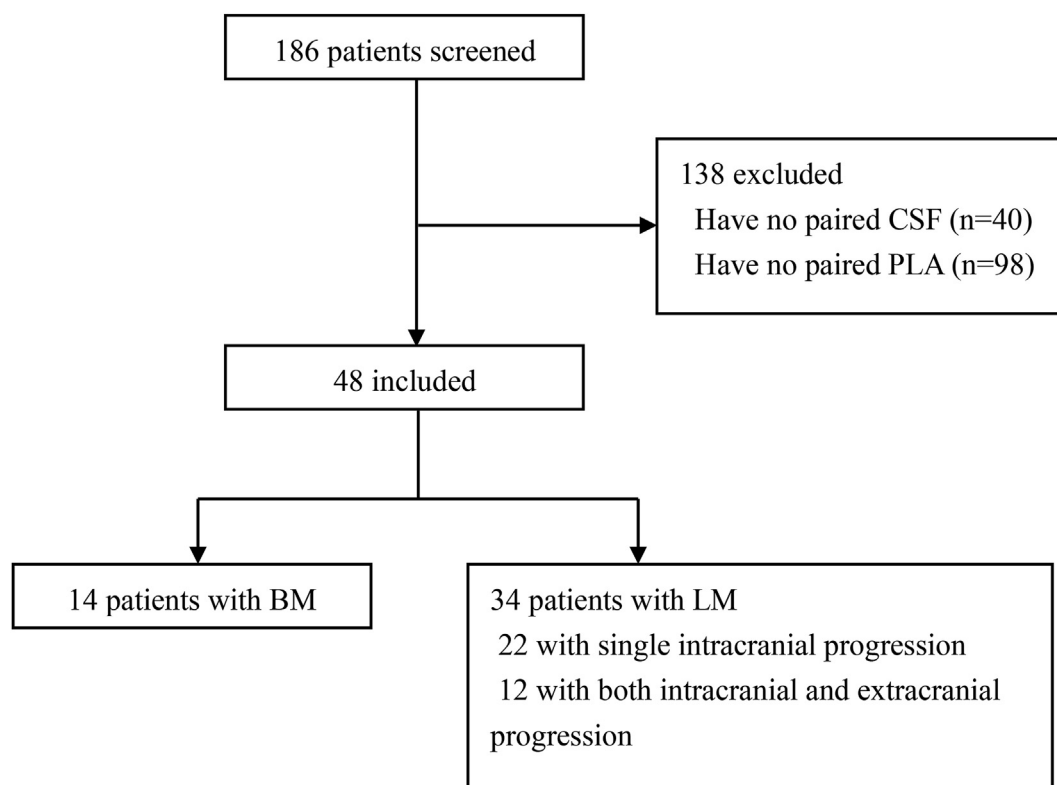 186 patients screened
138 excluded
Have no paired CSF (n=40)
Have no paired PLA (n=98)
48 included
14 patients with BM
34 patients with LM
22 with single intracranial progression
12 with both intracranial and extracranial
progression